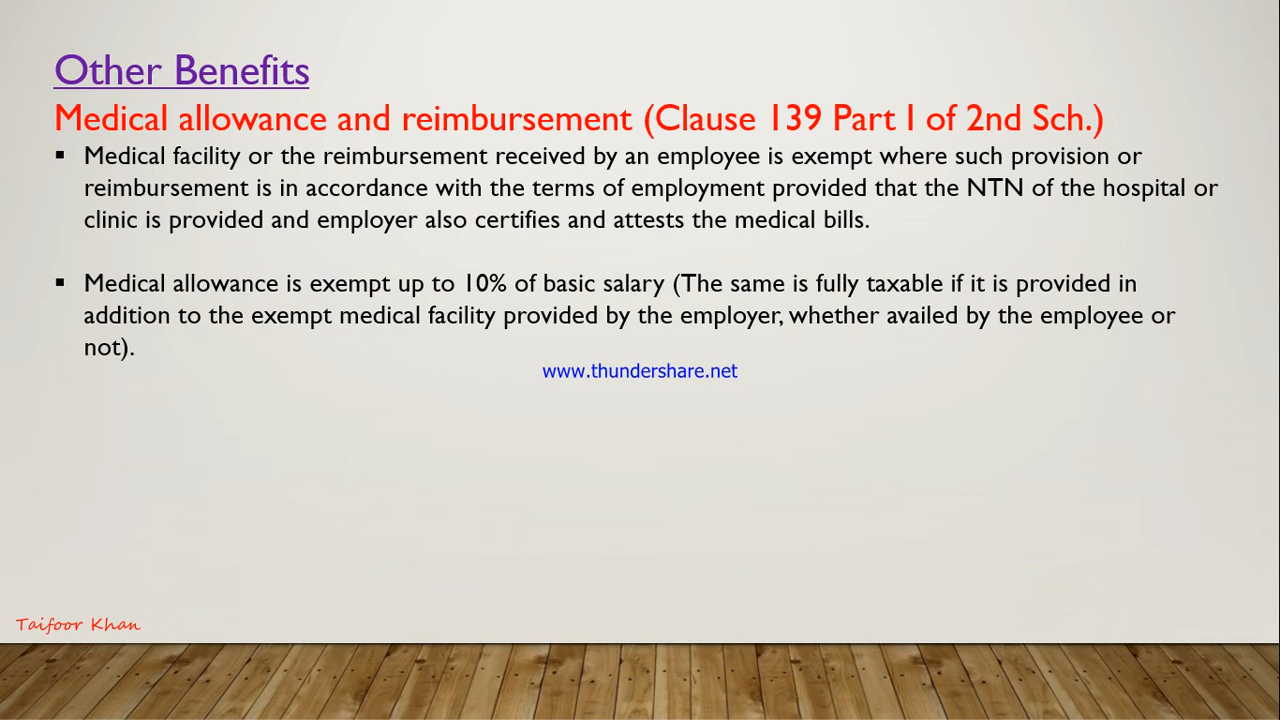 Other Benefits
Medical allowance and reimbursement (Clause 139 Part I of 2nd Sch.)
▪ Medical facility or the reimbursement received by an employee is exempt where such provision or
reimbursement is in accordance with the terms of employment provided that the NTN of the hospital or
clinic is provided and employer also certifies and attests the medical bills.
▪ Medical allowance is exempt up to 10% of basic salary (The same is fully taxable if it is provided in
addition to the exempt medical facility provided by the employer, whether availed by the employee or
not).
www.thundershare.net
Taifoor Khan